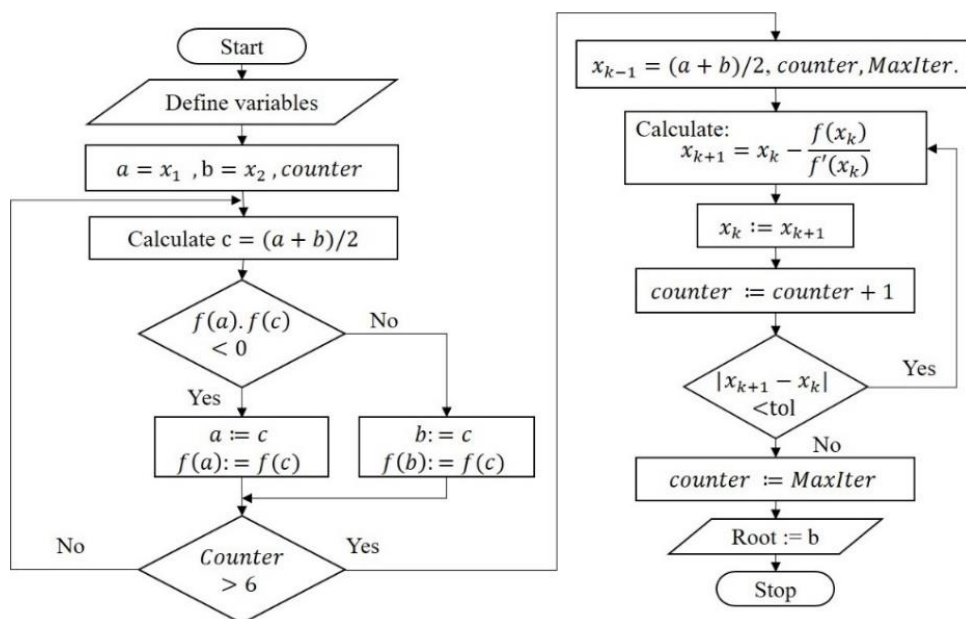 Start
Define variables
a = x₁ , b = x₂ , counter
Calculate c = (a + b)/2
f(a). f(c)
< 0
No
Yes
a := c
f(a): = f(c)
b: = c
f(b): = f(c)
No
Counter
> 6
Yes
xₖ₋₁ = (a + b)/2, counter, MaxIter.
Calculate:
xₖ₊₁ = xₖ − f(xₖ)/f′(xₖ)
xₖ := xₖ₊₁
counter := counter + 1
|xₖ₊₁ − xₖ|
<tol
Yes
No
counter := MaxIter
Root := b
Stop